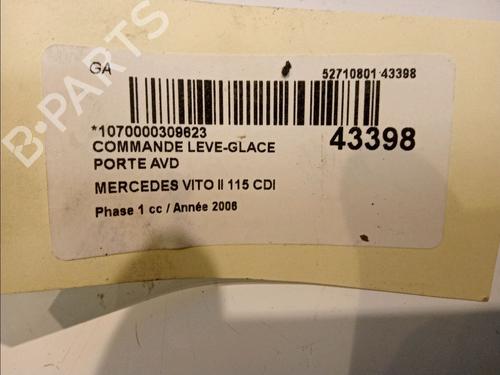 B-PARTS
GA
52710801 43398
*1070000309623
43398
COMMANDE LEVE-GLACE
PORTE AVD
MERCEDES VITO II 115 CDI
Phase 1 cc / Année 2006